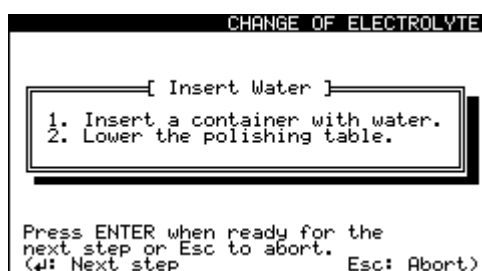 CHANGE OF ELECTROLYTE
[ Insert Water ]
1. Insert a container with water.
2. Lower the polishing table.
Press ENTER when ready for the
next step or Esc to abort.
(↵: Next step Esc: Abort)